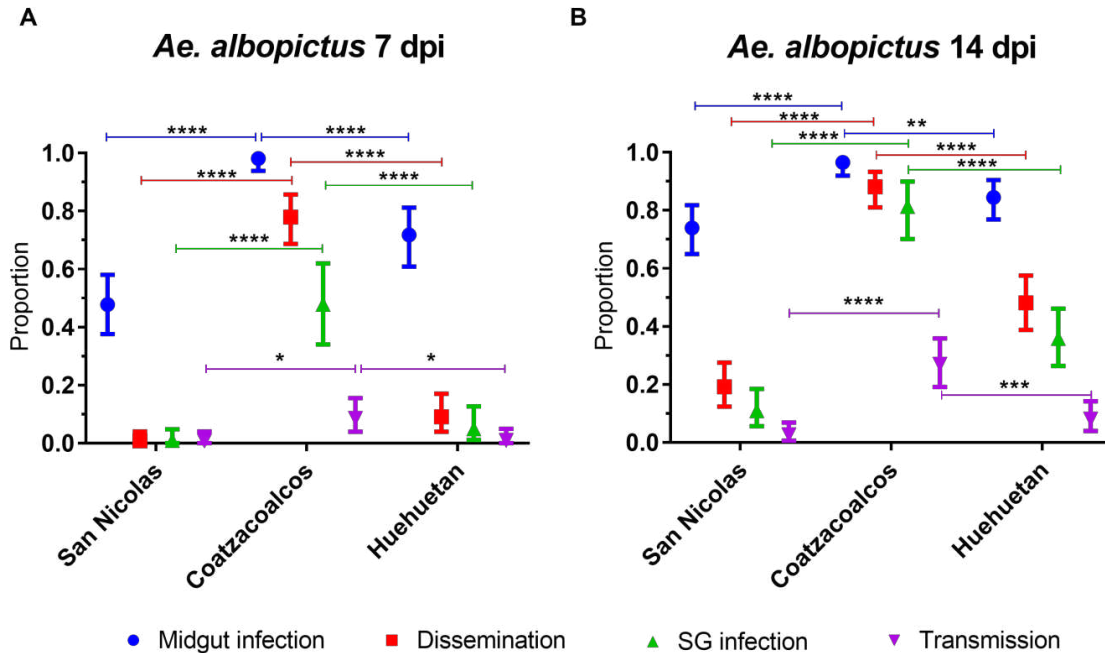 A
Ae. albopictus 7 dpi
****
****
****
****
****
****
*
*
Proportion
1.0
0.8
0.6
0.4
0.2
0.0
San Nicolas
Coatzacoalcos
Huehuetan
B
Ae. albopictus 14 dpi
****
****
**
****
****
****
****
***
Proportion
1.0
0.8
0.6
0.4
0.2
0.0
San Nicolas
Coatzacoalcos
Huehuetan
Midgut infection
Dissemination
SG infection
Transmission